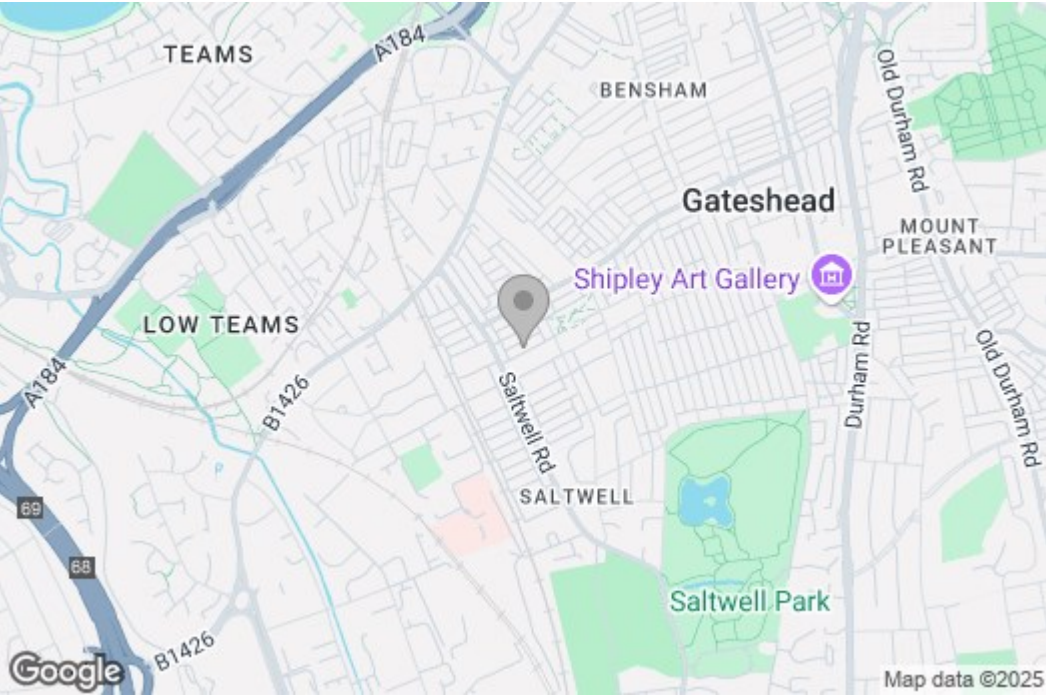 TEAMS
A184
BENSHAM
Old Durham Rd
Gateshead
MOUNT
PLEASANT
Shipley Art Gallery
LOW TEAMS
A184
B1426
Saltwell Rd
Durham Rd
Old Durham Rd
SALTWELL
69
68
Saltwell Park
B1426
Google
Map data ©2025